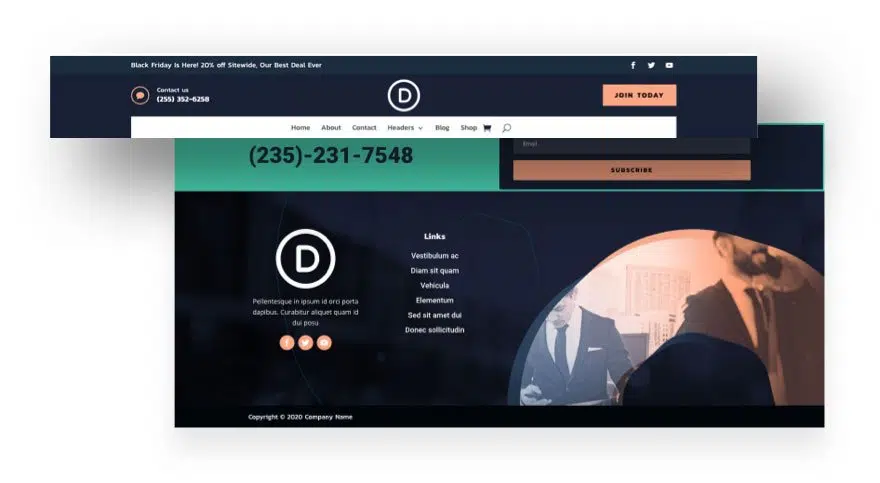 Black Friday Is Here! 20% off Sitewide, Our Best Deal Ever
Contact us
(255) 352-6258
D
JOIN TODAY
Home About Contact Headers Blog Shop
(235)-231-7548
Email
SUBSCRIBE
D
Pellentesque in ipsum id orci porta
dapibus. Curabitur aliquet quam id
dui posu
Links
Vestibulum ac
Diam sit quam
Vehicula
Elementum
Sed sit amet dui
Donec sollicitudin
Copyright © 2020 Company Name